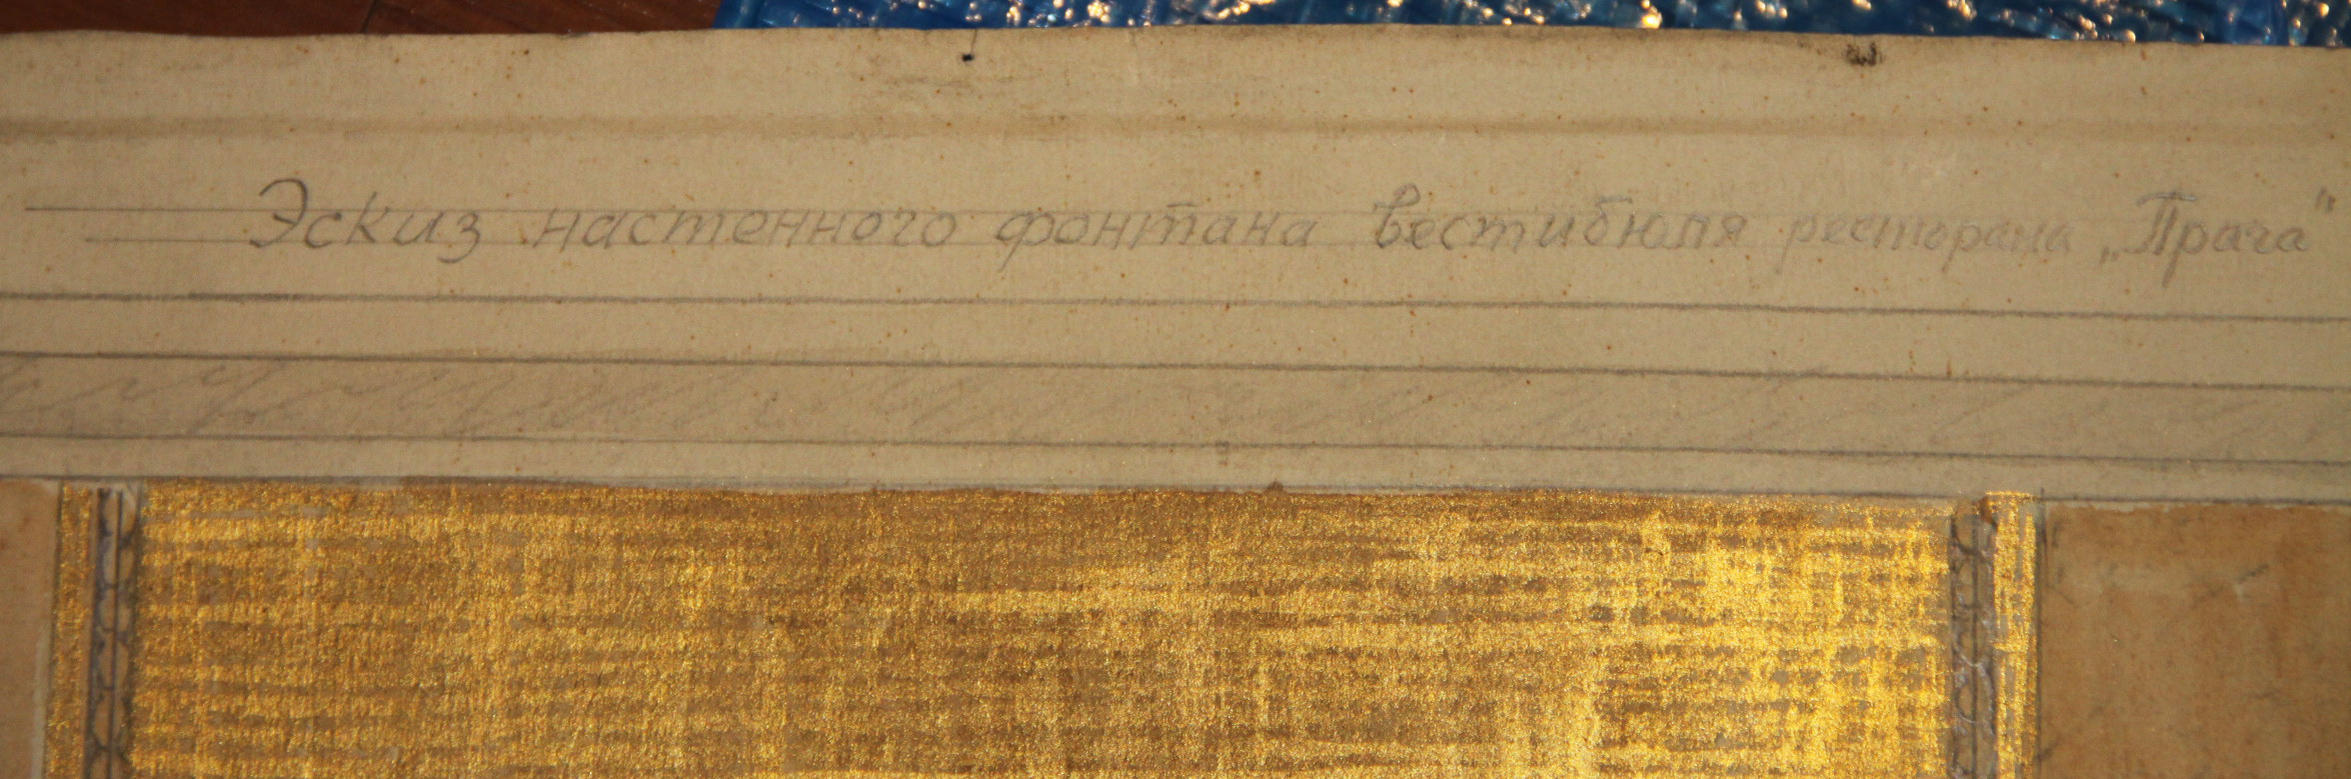 Эскиз настенного фонтана вестибюля ресторана „Прага"